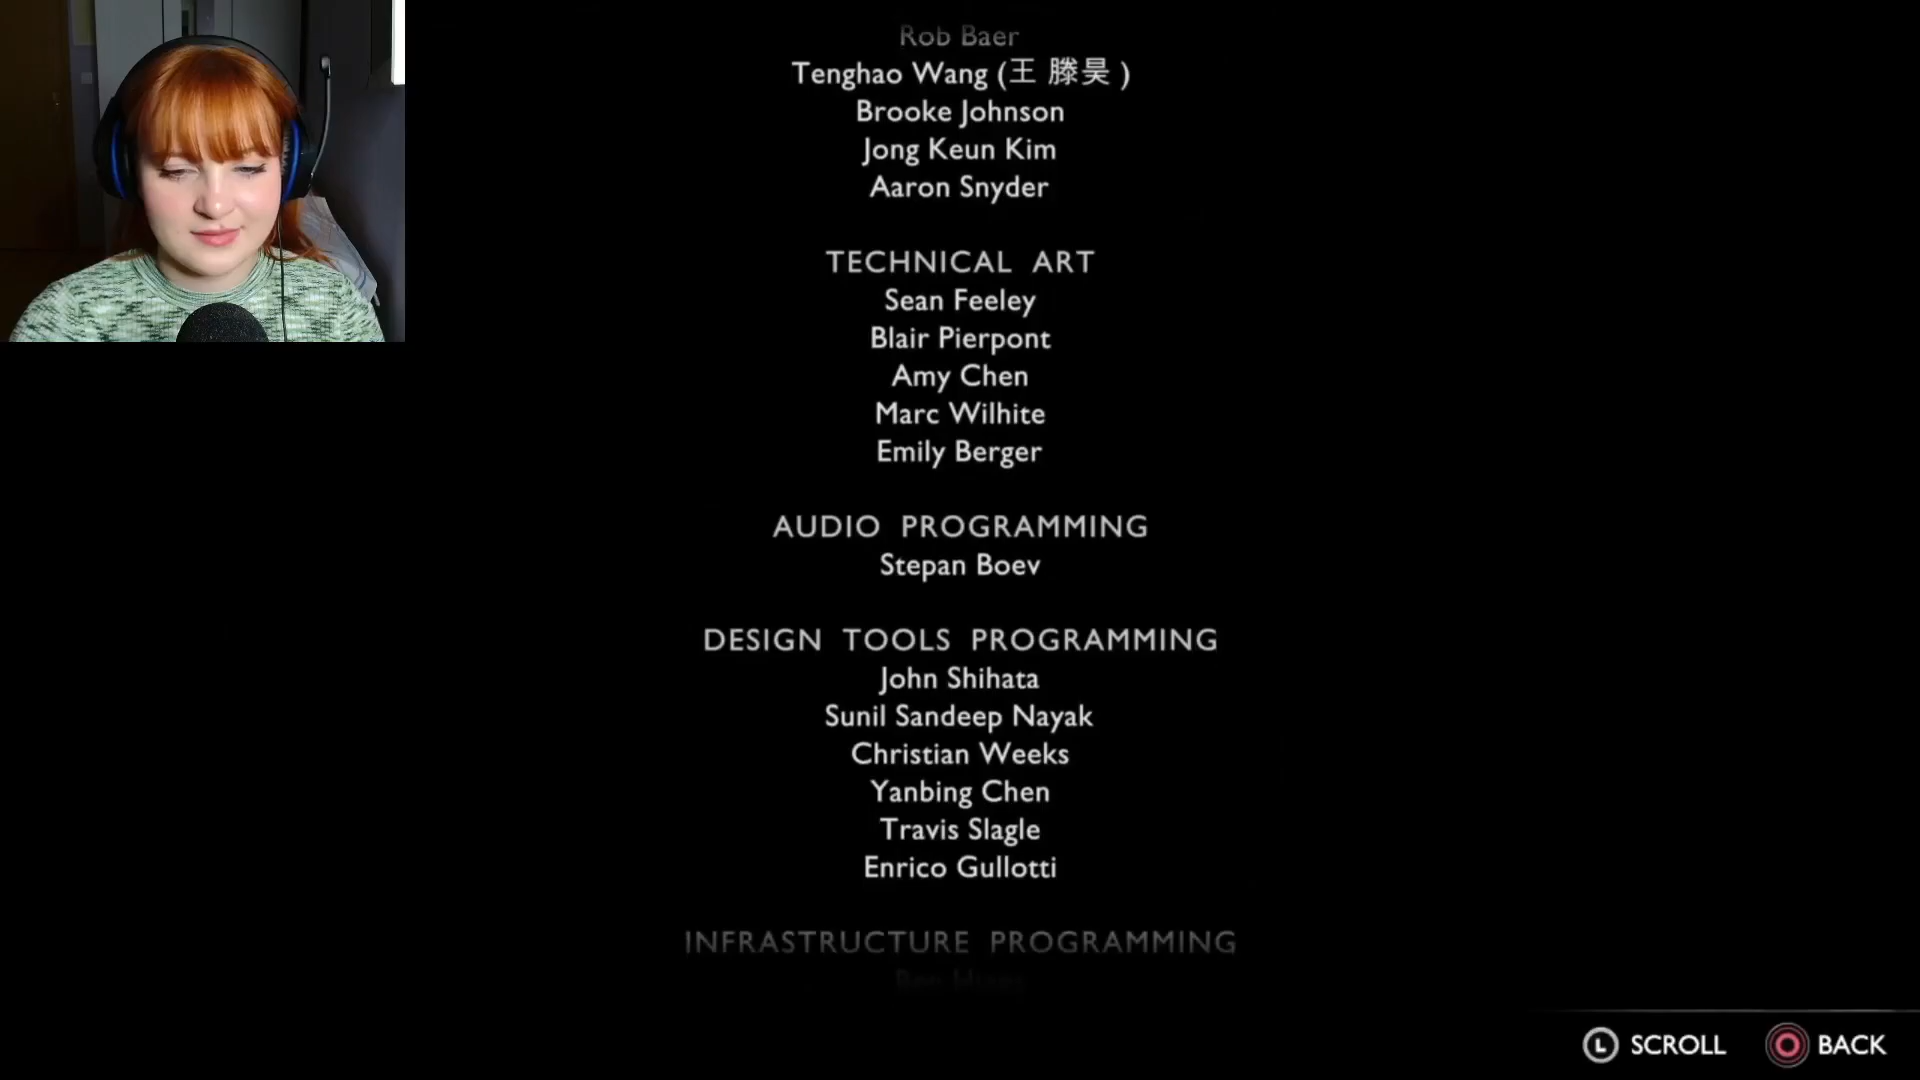 Rob Baer
Tenghao Wang (王 滕昊 )
Brooke Johnson
Jong Keun Kim
Aaron Snyder
TECHNICAL ART
Sean Feeley
Blair Pierpont
Amy Chen
Marc Wilhite
Emily Berger
AUDIO PROGRAMMING
Stepan Boev
DESIGN TOOLS PROGRAMMING
John Shihata
Sunil Sandeep Nayak
Christian Weeks
Yanbing Chen
Travis Slagle
Enrico Gullotti
INFRASTRUCTURE PROGRAMMING
L SCROLL
BACK